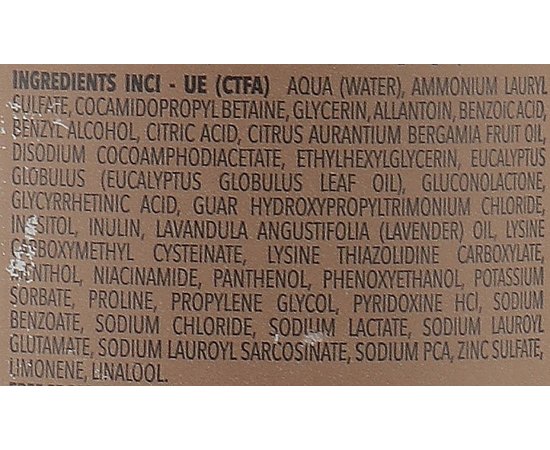 INGREDIENTS INCI - UE (CTFA) AQUA (WATER), AMMONIUM LAURYL
SULFATE, COCAMIDOPROPYL BETAINE, GLYCERIN, ALLANTOIN, BENZOIC ACID,
BENZYL ALCOHOL, CITRIC ACID, CITRUS AURANTIUM BERGAMIA FRUIT OIL,
DISODIUM COCOAMPHODIACETATE, ETHYLHEXYLGLYCERIN, EUCALYPTUS
GLOBULUS (EUCALYPTUS GLOBULUS LEAF OIL), GLUCONOLACTONE,
GLYCYRRHETINIC ACID, GUAR HYDROXYPROPYLTRIMONIUM CHLORIDE,
INOSITOL, INULIN, LAVANDULA ANGUSTIFOLIA (LAVENDER) OIL, LYSINE
CARBOXYMETHYL CYSTEINATE, LYSINE THIAZOLIDINE CARBOXYLATE,
MENTHOL, NIACINAMIDE, PANTHENOL, PHENOXYETHANOL, POTASSIUM
SORBATE, PROLINE, PROPYLENE GLYCOL, PYRIDOXINE HCl, SODIUM
BENZOATE, SODIUM CHLORIDE, SODIUM LACTATE, SODIUM LAUROYL
GLUTAMATE, SODIUM LAUROYL SARCOSINATE, SODIUM PCA, ZINC SULFATE,
LIMONENE, LINALOOL.